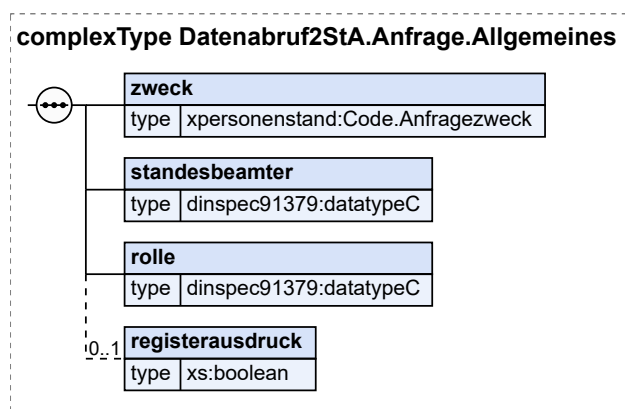 complexType Datenabruf2StA.Anfrage.Allgemeines
zweck
type xpersonenstand:Code.Anfragezweck
standesbeamter
type dinspec91379:datatypeC
rolle
type dinspec91379:datatypeC
0..1 registerausdruck
type xs:boolean